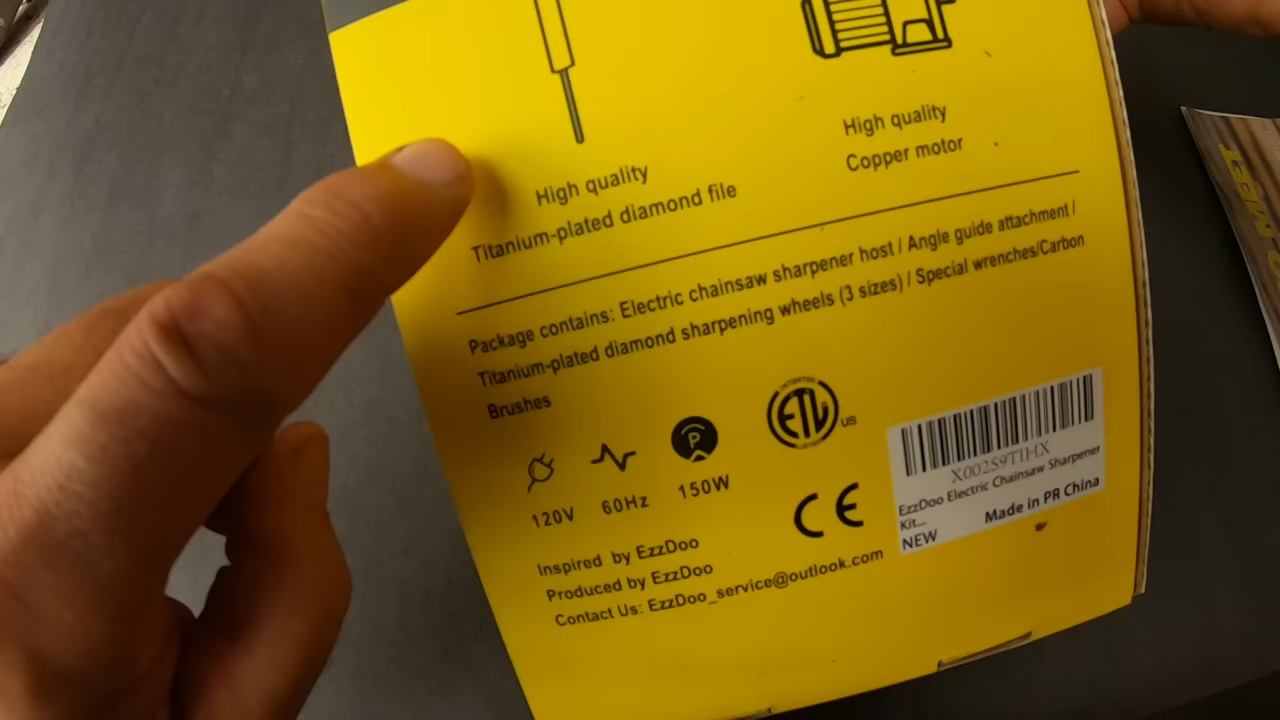 High quality
Titanium-plated diamond file
High quality
Copper motor
Package contains: Electric chainsaw sharpener host / Angle guide attachment /
Titanium-plated diamond sharpening wheels (3 sizes) / Special wrenches/Carbon
Brushes
120V
60Hz
P
150W
ETL
US
CE
Inspired by EzzDoo
Produced by EzzDoo
Contact Us: EzzDoo_service@outlook.com
X002S9TIHX
EzzDoo Electric Chainsaw Sharpener
Kit...
NEW
Made in PR China